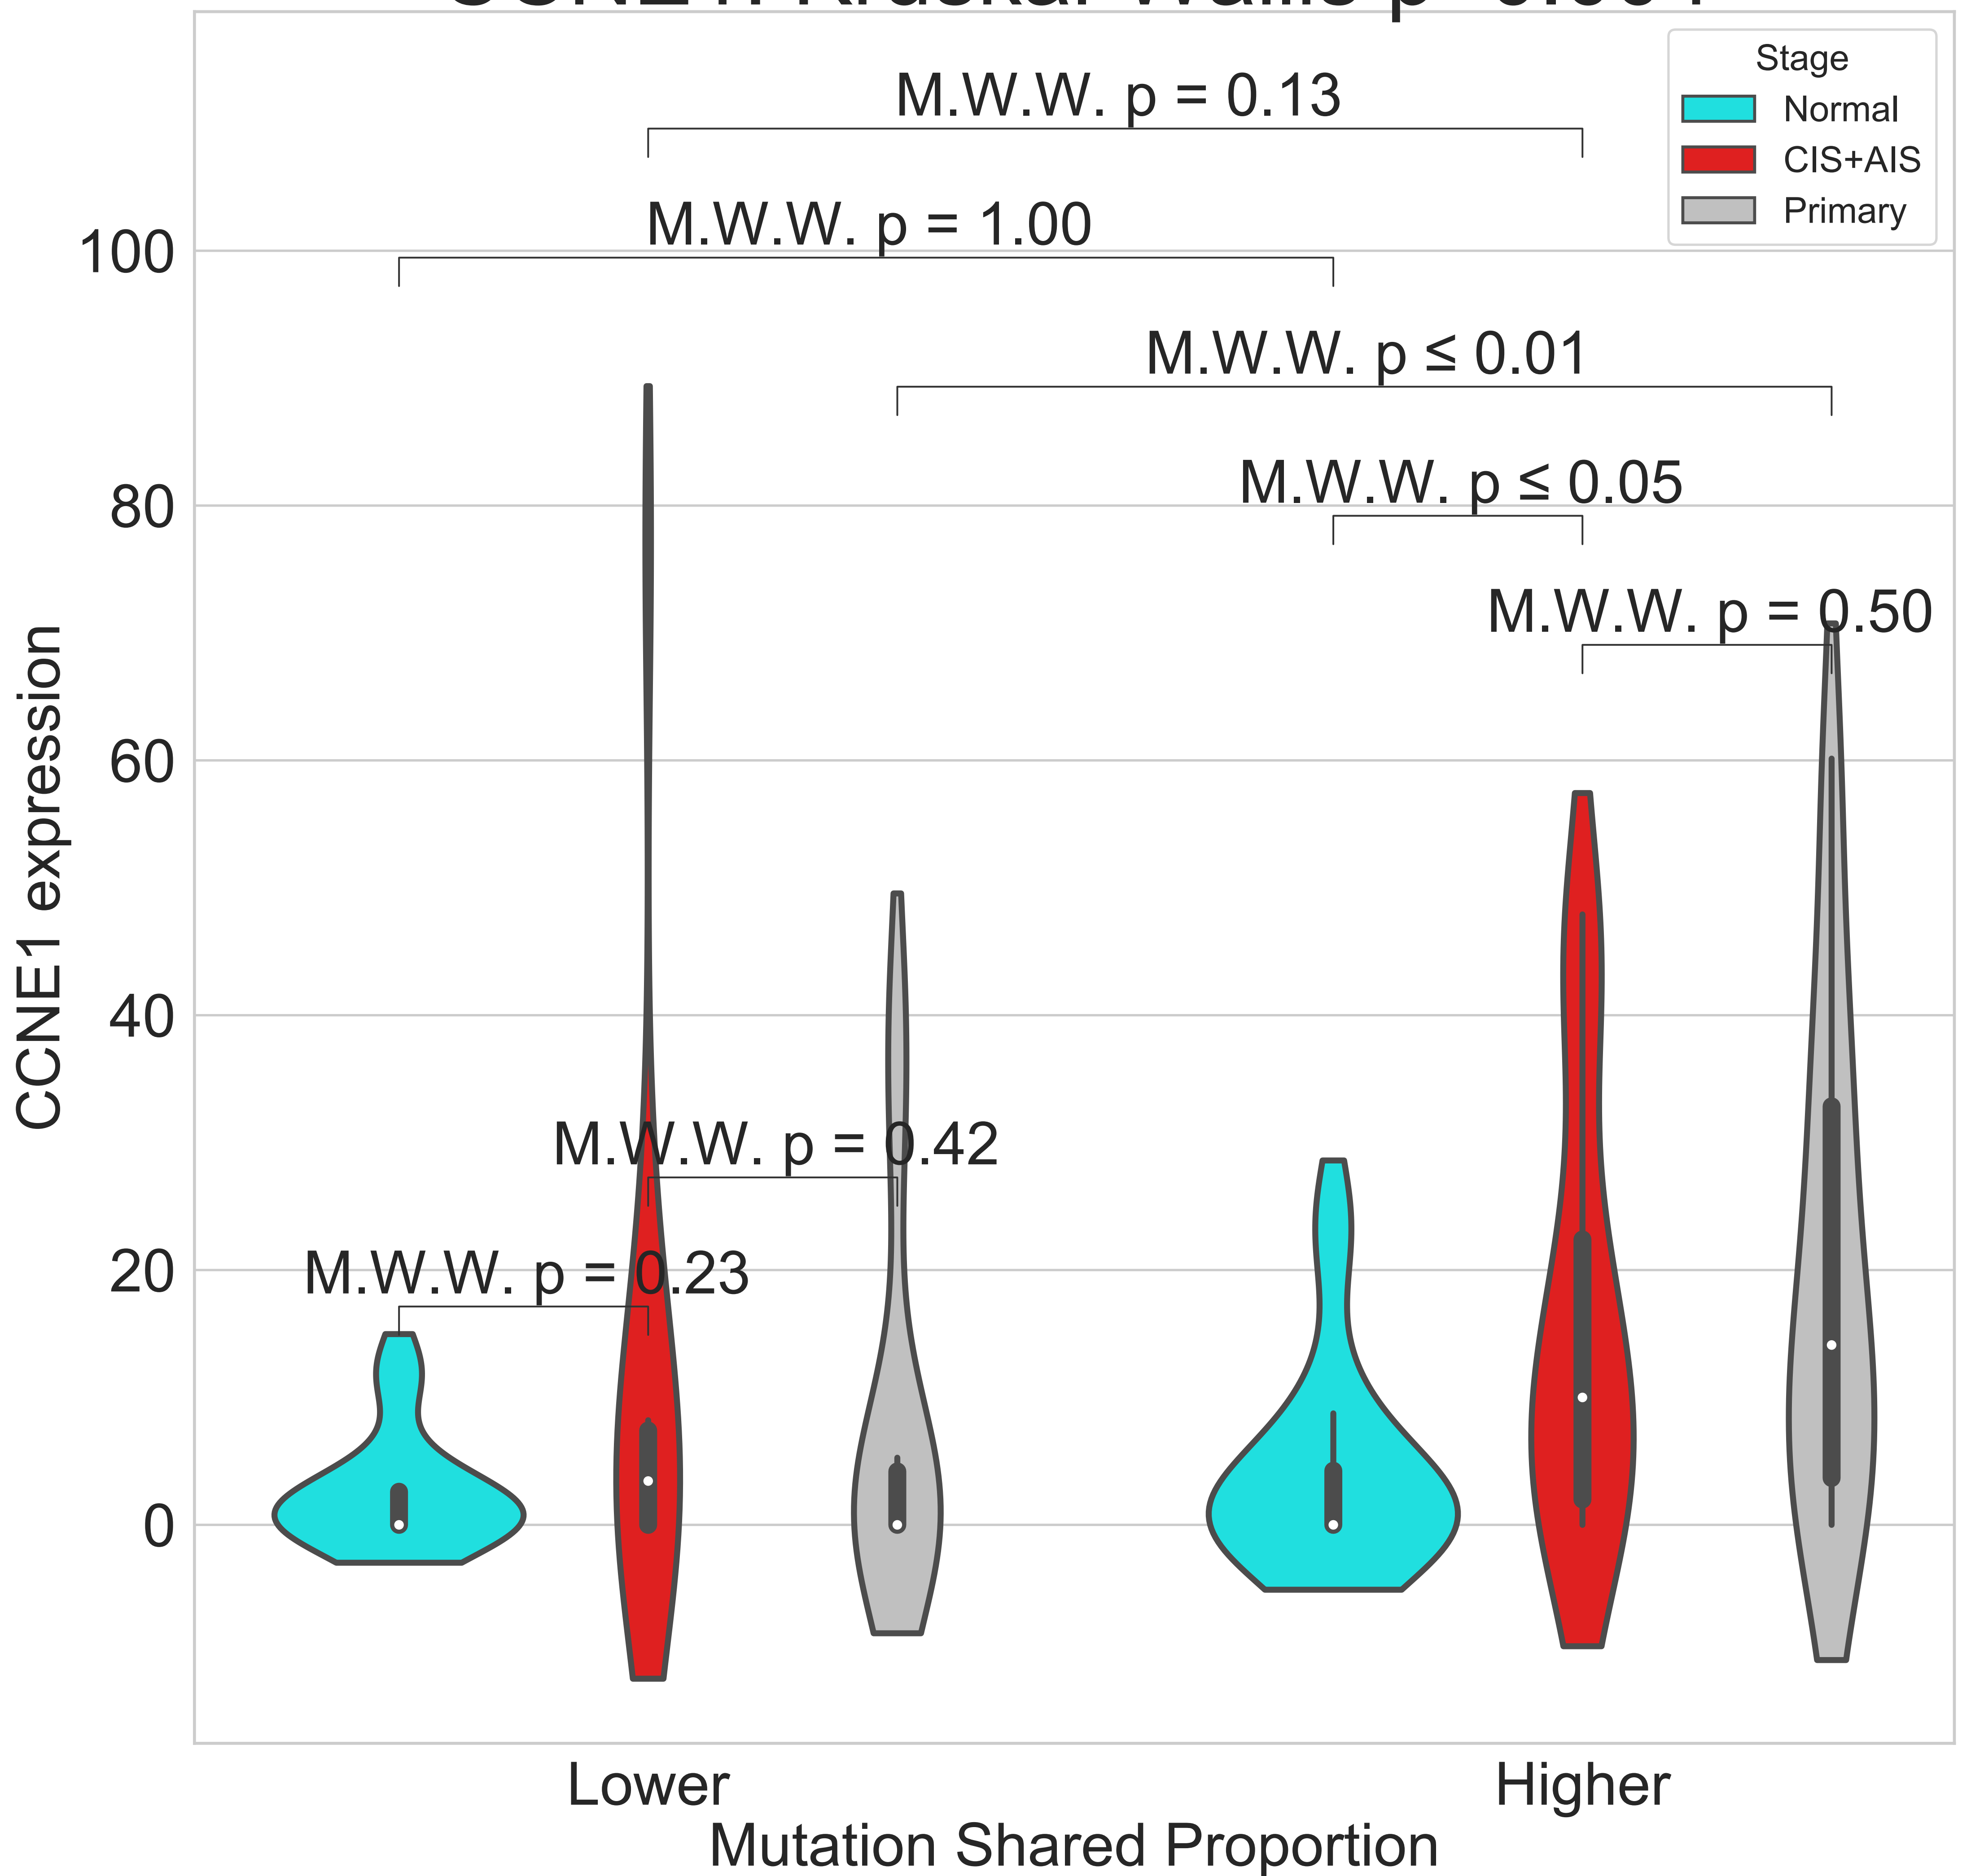 Stage
Normal
CIS+AIS
Primary
M.W.W. p = 0.13
M.W.W. p = 1.00
M.W.W. p ≤ 0.01
M.W.W. p ≤ 0.05
M.W.W. p = 0.50
M.W.W. p = 0.42
M.W.W. p = 0.23
100
80
60
40
20
0
CCNE1 expression
Lower
Higher
Mutation Shared Proportion